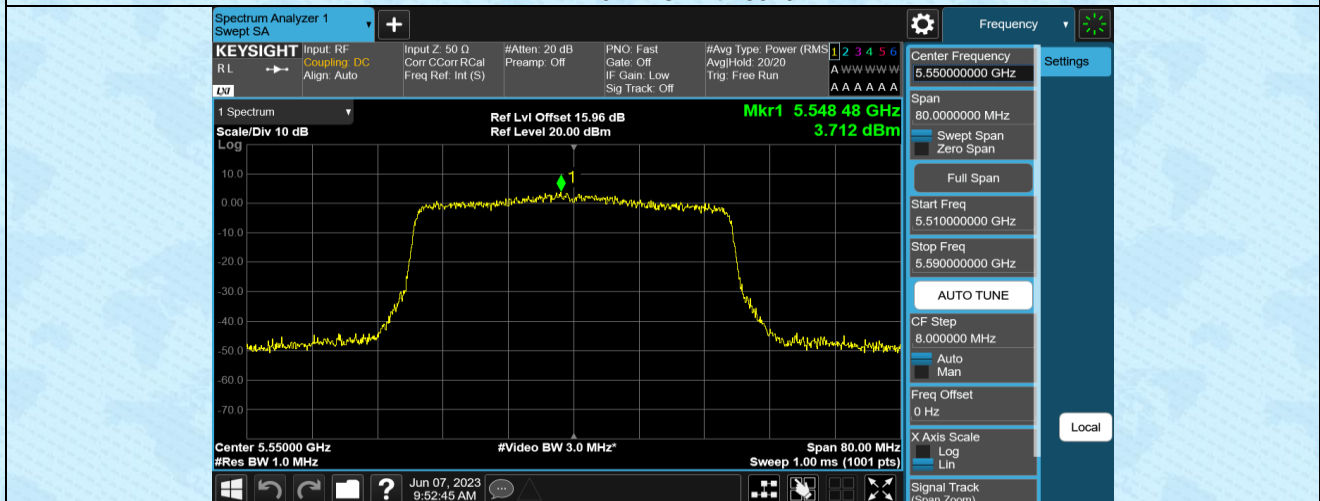 Spectrum Analyzer 1
Swept SA
+
Frequency
KEYSIGHT
RL
LXI
Input: RF
Coupling: DC
Align: Auto
Input Z: 50 Ω
Corr CCorr RCal
Freq Ref: Int (S)
#Atten: 20 dB
Preamp: Off
PNO: Fast
Gate: Off
IF Gain: Low
Sig Track: Off
#Avg Type: Power (RMS
Avg|Hold: 20/20
Trig: Free Run
1 2 3 4 5 6
A W W W W W
A A A A A A
1 Spectrum
Scale/Div 10 dB
Log
Ref Lvl Offset 15.96 dB
Ref Level 20.00 dBm
Mkr1 5.548 48 GHz
3.712 dBm
1
10.0
0.00
-10.0
-20.0
-30.0
-40.0
-50.0
-60.0
-70.0
Center 5.55000 GHz
#Res BW 1.0 MHz
#Video BW 3.0 MHz*
Span 80.00 MHz
Sweep 1.00 ms (1001 pts)
?
Jun 07, 2023
9:52:45 AM
Center Frequency
5.550000000 GHz
Settings
Span
80.0000000 MHz
Swept Span
Zero Span
Full Span
Start Freq
5.510000000 GHz
Stop Freq
5.590000000 GHz
AUTO TUNE
CF Step
8.000000 MHz
Auto
Man
Freq Offset
0 Hz
X Axis Scale
Log
Lin
Local
Signal Track
(Span Zoom)